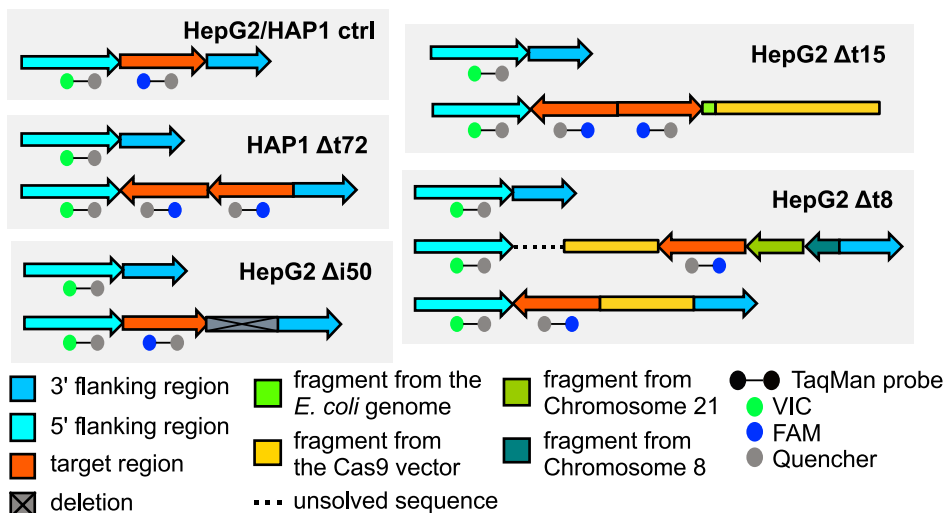 HepG2/HAP1 ctrl
HAP1 Δt72
HepG2 Δi50
HepG2 Δt15
HepG2 Δt8
3' flanking region
5' flanking region
target region
deletion
fragment from the
E. coli genome
fragment from
the Cas9 vector
unsolved sequence
fragment from
Chromosome 21
fragment from
Chromosome 8
TaqMan probe
VIC
FAM
Quencher